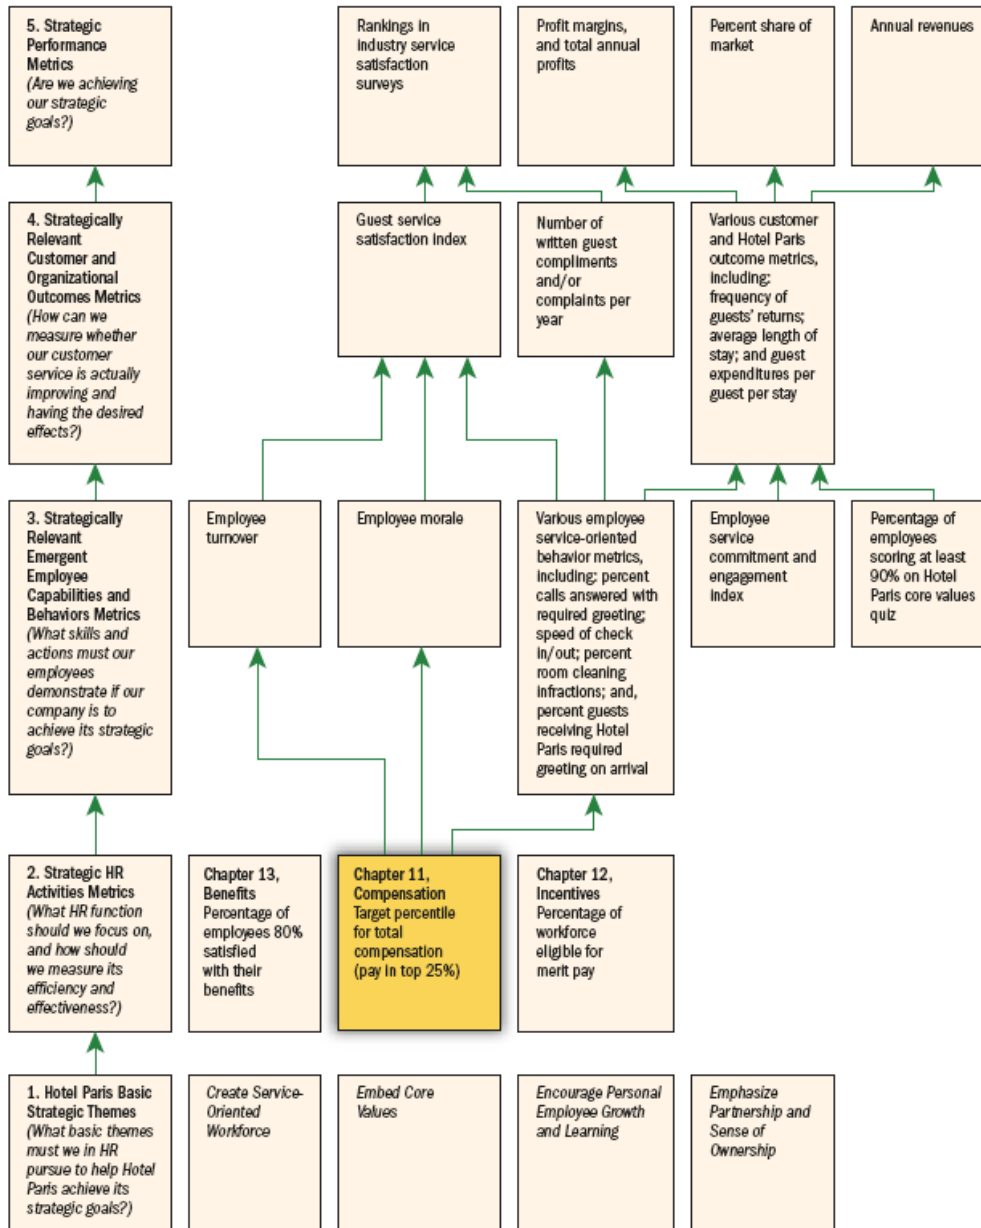 5. Strategic
Performance
Metrics
(Are we achieving
our strategic
goals?)
Rankings in
industry service
satisfaction
surveys
Profit margins,
and total annual
profits
Percent share of
market
Annual revenues
4. Strategically
Relevant
Customer and
Organizational
Outcomes Metrics
(How can we
measure whether
our customer
service is actually
improving and
having the desired
effects?)
Guest service
satisfaction index
Number of
written guest
compliments
and/or
complaints per
year
Various customer
and Hotel Paris
outcome metrics,
including:
frequency of
guests' returns;
average length of
stay; and guest
expenditures per
guest per stay
3. Strategically
Relevant
Emergent
Employee
Capabilities and
Behaviors Metrics
(What skills and
actions must our
employees
demonstrate if our
company is to
achieve its strategic
goals?)
Employee
turnover
Employee morale
Various employee
service-oriented
behavior metrics,
including: percent
calls answered with
required greeting;
speed of check
in/out; percent
room cleaning
infractions; and,
percent guests
receiving Hotel
Paris required
greeting on arrival
Employee
service
commitment and
engagement
index
Percentage of
employees
scoring at least
90% on Hotel
Paris core values
quiz
2. Strategic HR
Activities Metrics
(What HR function
should we focus on,
and how should
we measure its
efficiency and
effectiveness?)
Chapter 13,
Benefits
Percentage of
employees 80%
satisfied
with their
benefits
Chapter 11,
Compensation
Target percentile
for total
compensation
(pay in top 25%)
Chapter 12,
Incentives
Percentage of
workforce
eligible for
merit pay
1. Hotel Paris Basic
Strategic Themes
(What basic themes
must we in HR
pursue to help Hotel
Paris achieve its
strategic goals?)
Create Service-
Oriented
Workforce
Embed Core
Values
Encourage Personal
Employee Growth
and Learning
Emphasize
Partnership and
Sense of
Ownership